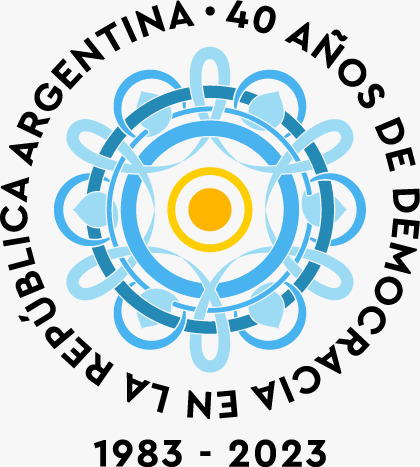 40 AÑOS DE DEMOCRACIA EN LA REPÚBLICA ARGENTINA •
1983 - 2023